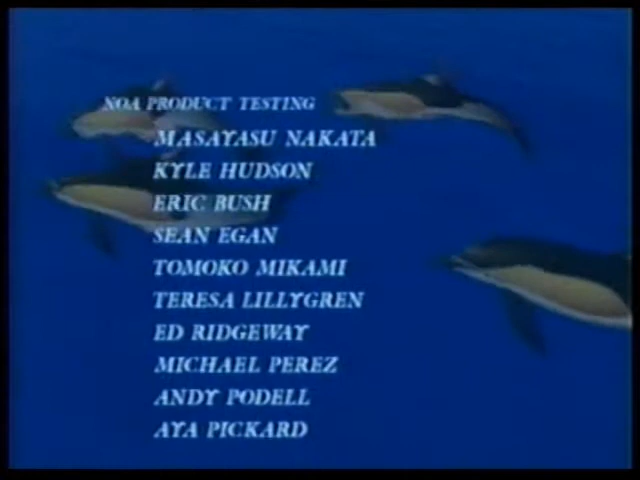 NOA PRODUCT TESTING
MASAYASU NAKATA
KYLE HUDSON
ERIC BUSH
SEAN EGAN
TOMOKO MIKAMI
TERESA LILLYGREN
ED RIDGEWAY
MICHAEL PEREZ
ANDY PODELL
AYA PICKARD